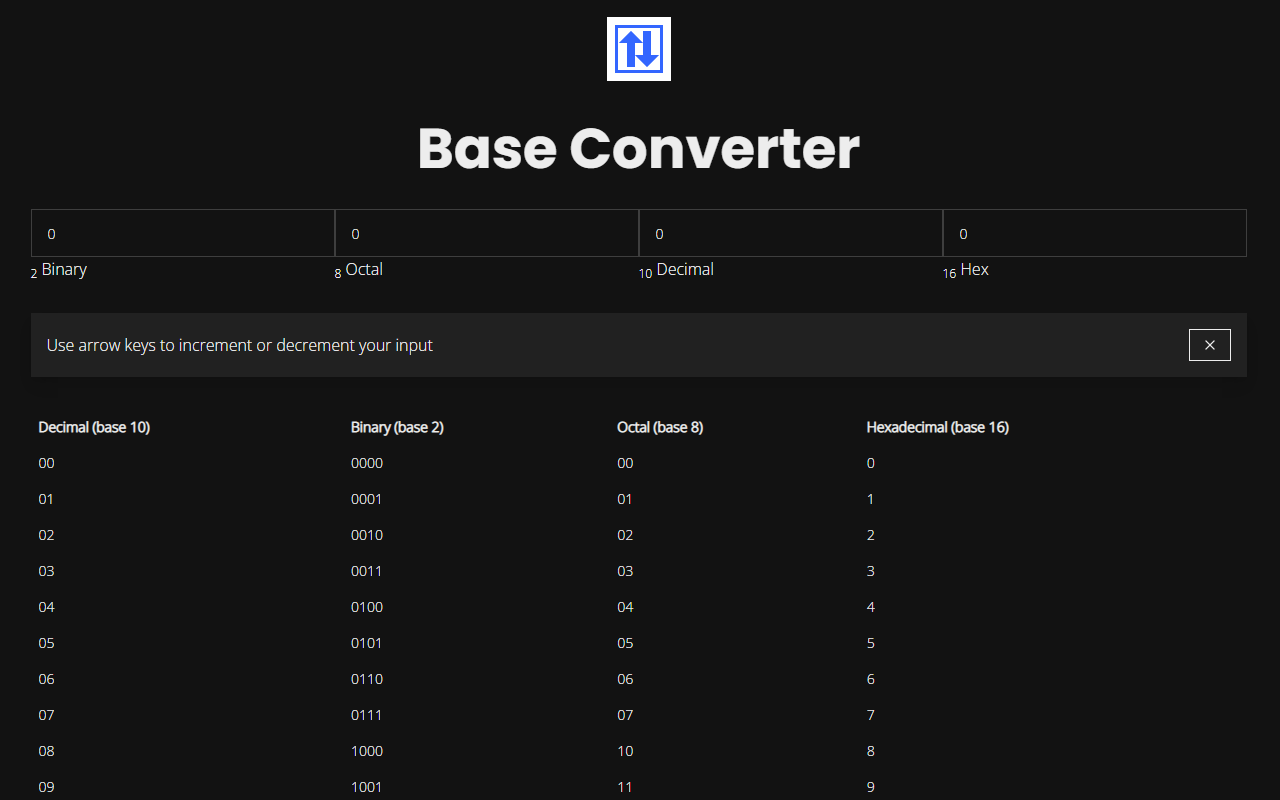 Base Converter
0 0 0 0
2 Binary 8 Octal 10 Decimal 16 Hex
Use arrow keys to increment or decrement your input
Decimal (base 10) Binary (base 2) Octal (base 8) Hexadecimal (base 16)
00 0000 00 0
01 0001 01 1
02 0010 02 2
03 0011 03 3
04 0100 04 4
05 0101 05 5
06 0110 06 6
07 0111 07 7
08 1000 10 8
09 1001 11 9